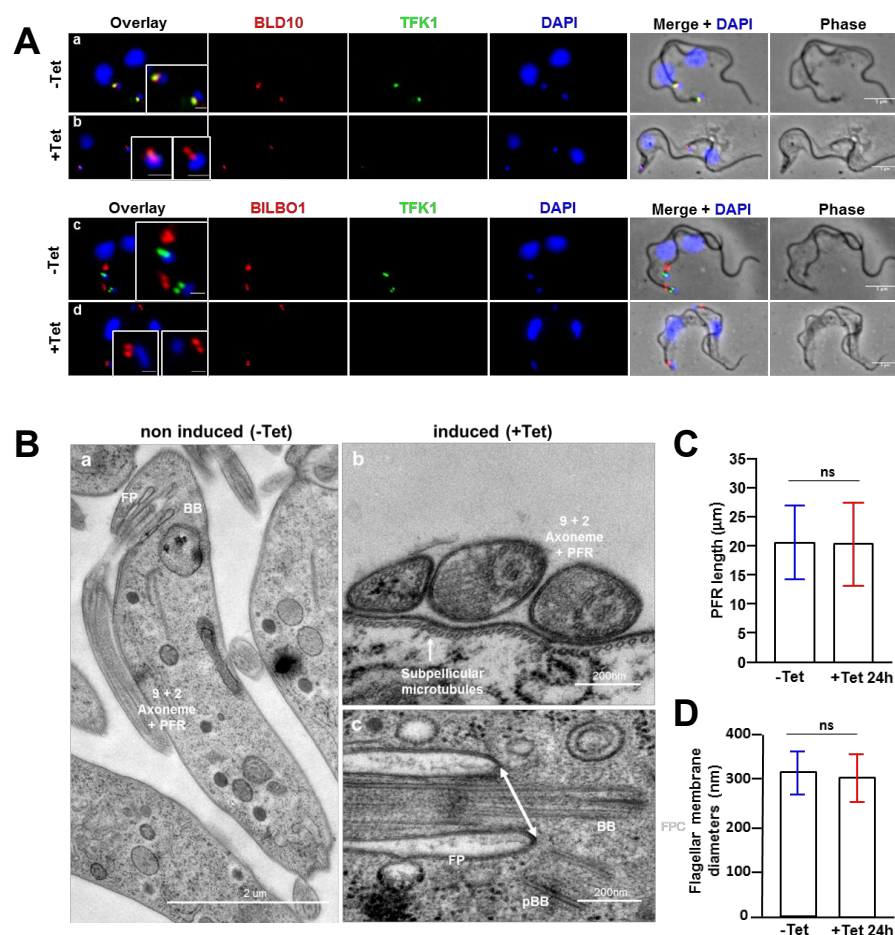 A
Overlay
BLD10
TFK1
DAPI
Merge + DAPI
Phase
-Tet
a
+Tet
b
Overlay
BILBO1
TFK1
DAPI
Merge + DAPI
Phase
-Tet
c
+Tet
d
B
non induced (-Tet)
a
FP
BB
9 + 2
Axoneme
+ PFR
2 um
induced (+Tet)
b
9 + 2
Axoneme
+ PFR
Subpellicular
microtubules
200nm
c
BB
FP
pBB
200nm
FPC
C
PFR length (µm)
35
30
25
20
15
10
5
0
ns
-Tet
+Tet 24h
D
Flagellar membrane
diameters (nm)
400
300
200
100
0
ns
-Tet
+Tet 24h